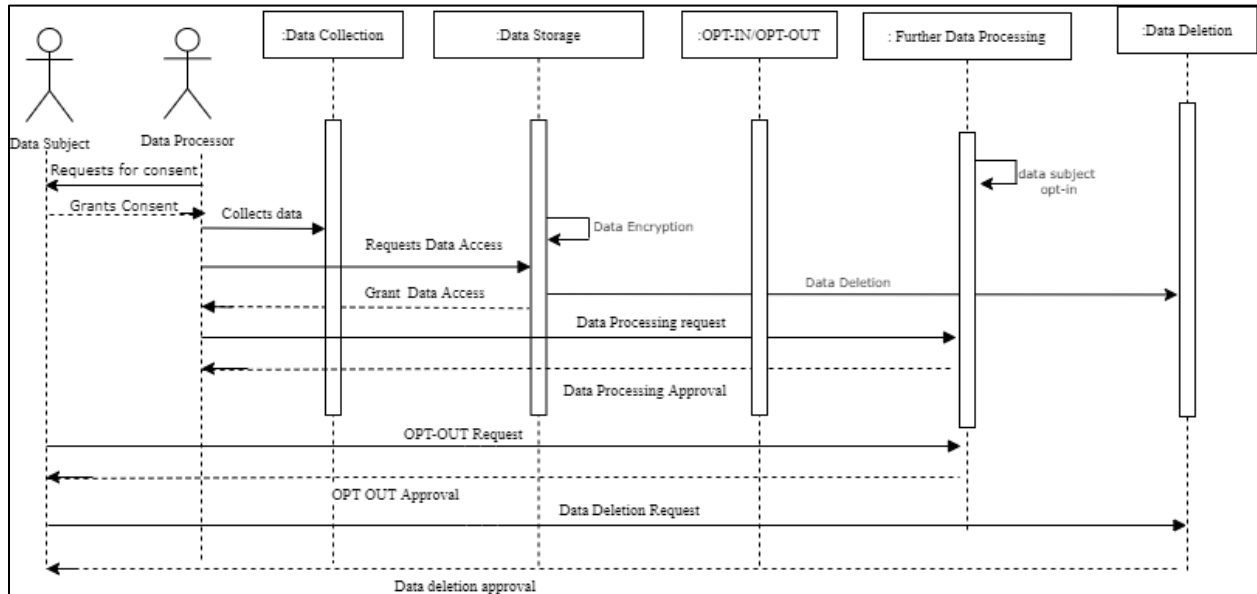 :Data Collection
:Data Storage
:OPT-IN/OPT-OUT
: Further Data Processing
:Data Deletion
Data Subject
Data Processor
Requests for consent
data subject
opt-in
Grants Consent
Collects data
Data Encryption
Requests Data Access
Data Deletion
Grant Data Access
Data Processing request
Data Processing Approval
OPT-OUT Request
OPT OUT Approval
Data Deletion Request
Data deletion approval